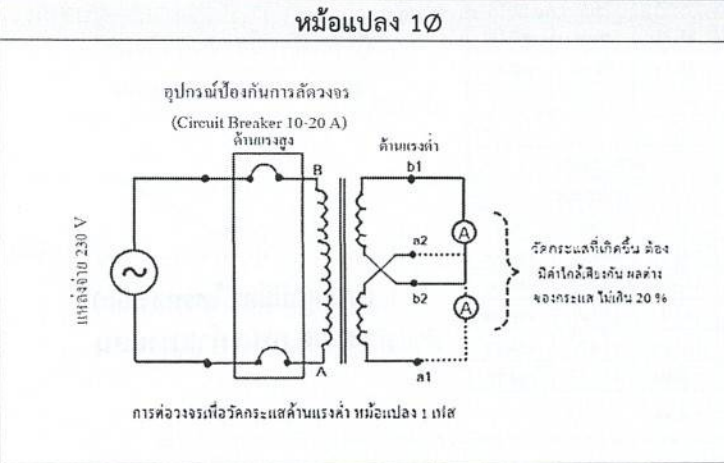 หม้อแปลง 1Ø
อุปกรณ์ป้องกันการลัดวงจร
(Circuit Breaker 10-20 A)
ด้านแรงสูง
ด้านแรงต่ำ
B
b1
A
a2
แหล่งจ่าย 230 V
วัดกระแสที่เกิดขึ้น ต้อง
มีค่าใกล้เคียงกัน ผลต่าง
ของกระแส ไม่เกิน 20 %
b2
A
A
a1
การต่อวงจรเพื่อวัดกระแสด้านแรงต่ำ หม้อแปลง 1 เฟส